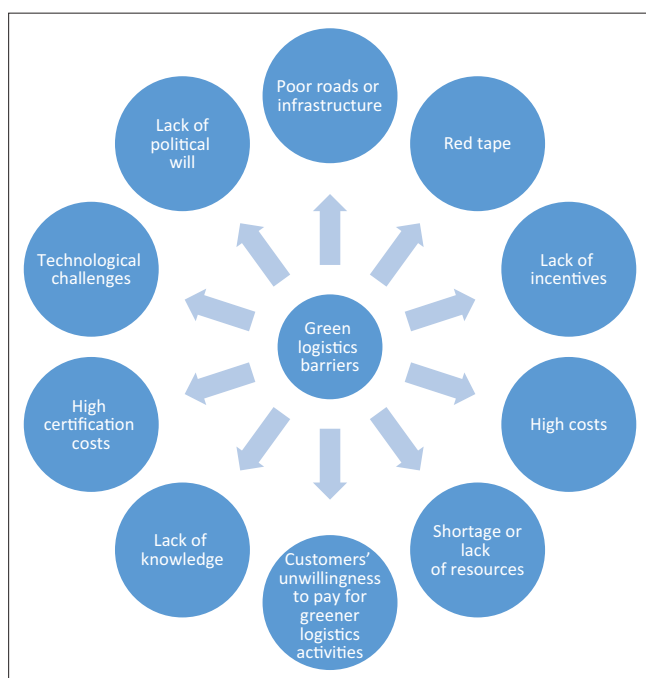 Poor roads or
infrastructure
Red tape
Lack of
incentives
High costs
Shortage or
lack
of resources
Customers’
unwillingness
to pay for
greener
logistics
activities
Lack of
knowledge
High
certification
costs
Technological
challenges
Lack of
political
will
Green
logistics
barriers